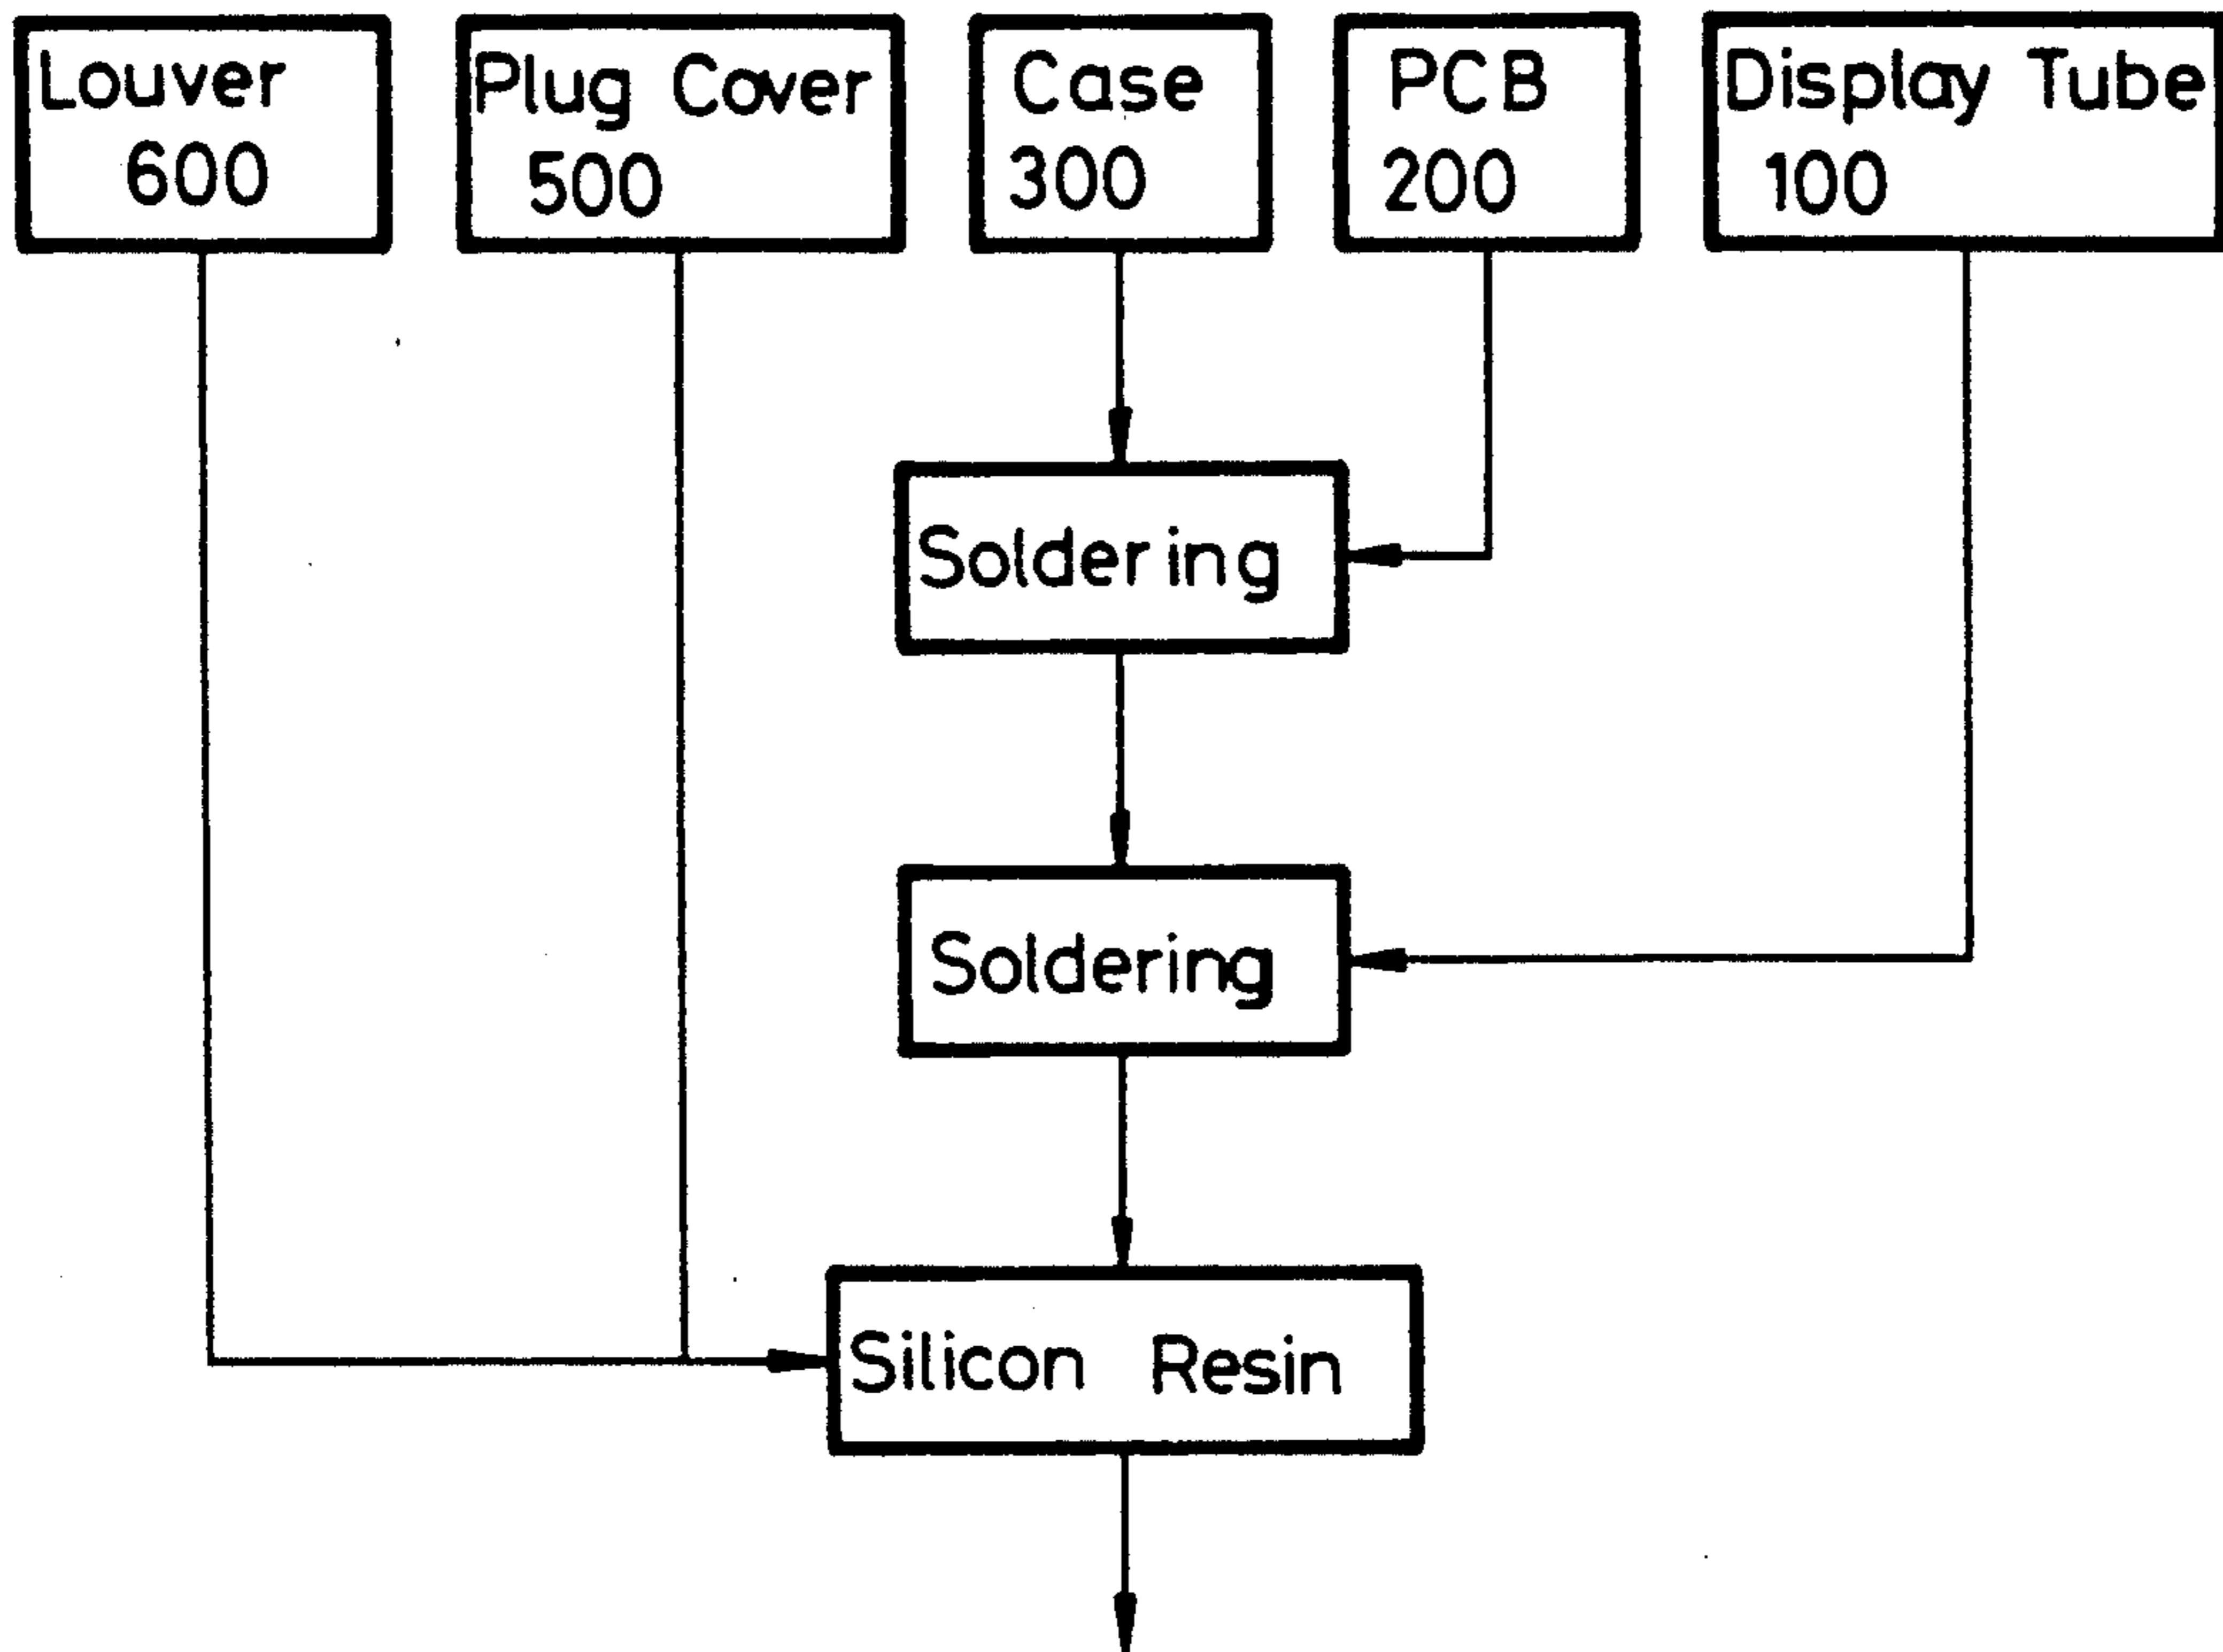 Louver
600
Plug Cover
500
Case
300
PCB
200
Display Tube
100
Soldering
Soldering
Silicon Resin